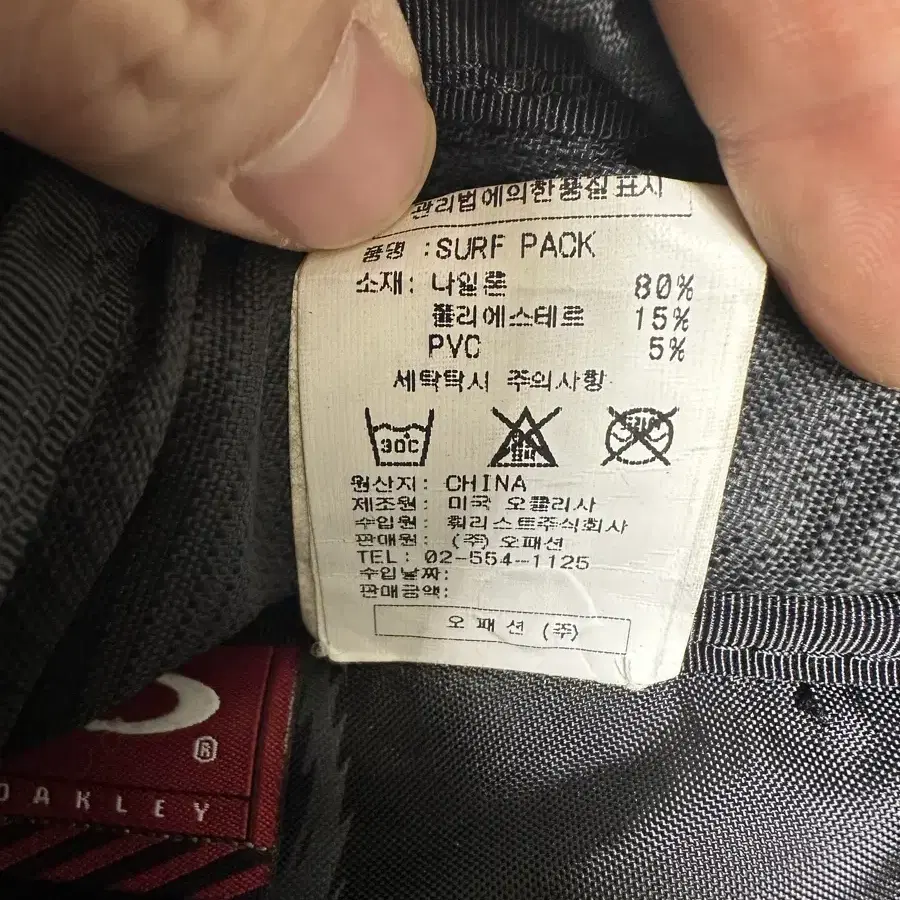 관리법에의한품질표시
품명 : SURF PACK
소재: 나일론 80%
폴리에스테르 15%
PVC 5%
세탁탁시 주의사항
30C
원산지: CHINA
제조원: 미국 오클리사
수입원: 훠리스트주식회사
판매원: (주) 오패션
TEL: 02-554-1125
수입날짜:
판매금액:
오패션 (주)
®
OAKLEY